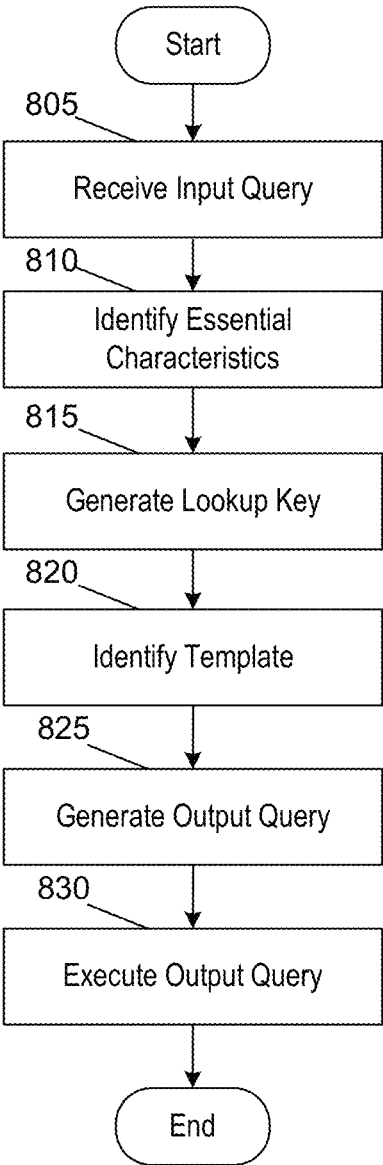 Start
805
Receive Input Query
810
Identify Essential
Characteristics
815
Generate Lookup Key
820
Identify Template
825
Generate Output Query
830
Execute Output Query
End